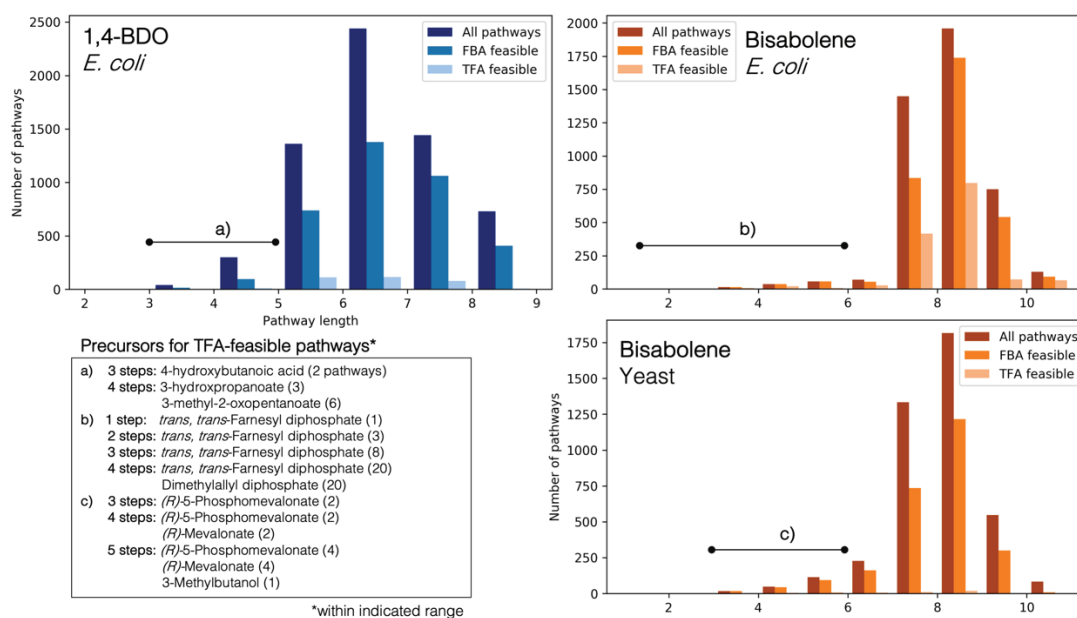 1,4-BDO
E. coli
All pathways
FBA feasible
TFA feasible
Number of pathways
2500
2000
1500
1000
500
0
a)
2 3 4 5 6 7 8 9
Pathway length
Bisabolene
E. coli
All pathways
FBA feasible
TFA feasible
Number of pathways
2000
1750
1500
1250
1000
750
500
250
0
b)
2 4 6 8 10
Precursors for TFA-feasible pathways*
a) 3 steps: 4-hydroxybutanoic acid (2 pathways)
4 steps: 3-hydroxpropanoate (3)
3-methyl-2-oxopentanoate (6)
b) 1 step: trans, trans-Farnesyl diphosphate (1)
2 steps: trans, trans-Farnesyl diphosphate (3)
3 steps: trans, trans-Farnesyl diphosphate (8)
4 steps: trans, trans-Farnesyl diphosphate (20)
Dimethylallyl diphosphate (20)
c) 3 steps: (R)-5-Phosphomevalonate (2)
4 steps: (R)-5-Phosphomevalonate (2)
(R)-Mevalonate (2)
5 steps: (R)-5-Phosphomevalonate (4)
(R)-Mevalonate (4)
3-Methylbutanol (1)
*within indicated range
Bisabolene
Yeast
All pathways
FBA feasible
TFA feasible
Number of pathways
1750
1500
1250
1000
750
500
250
0
c)
2 4 6 8 10